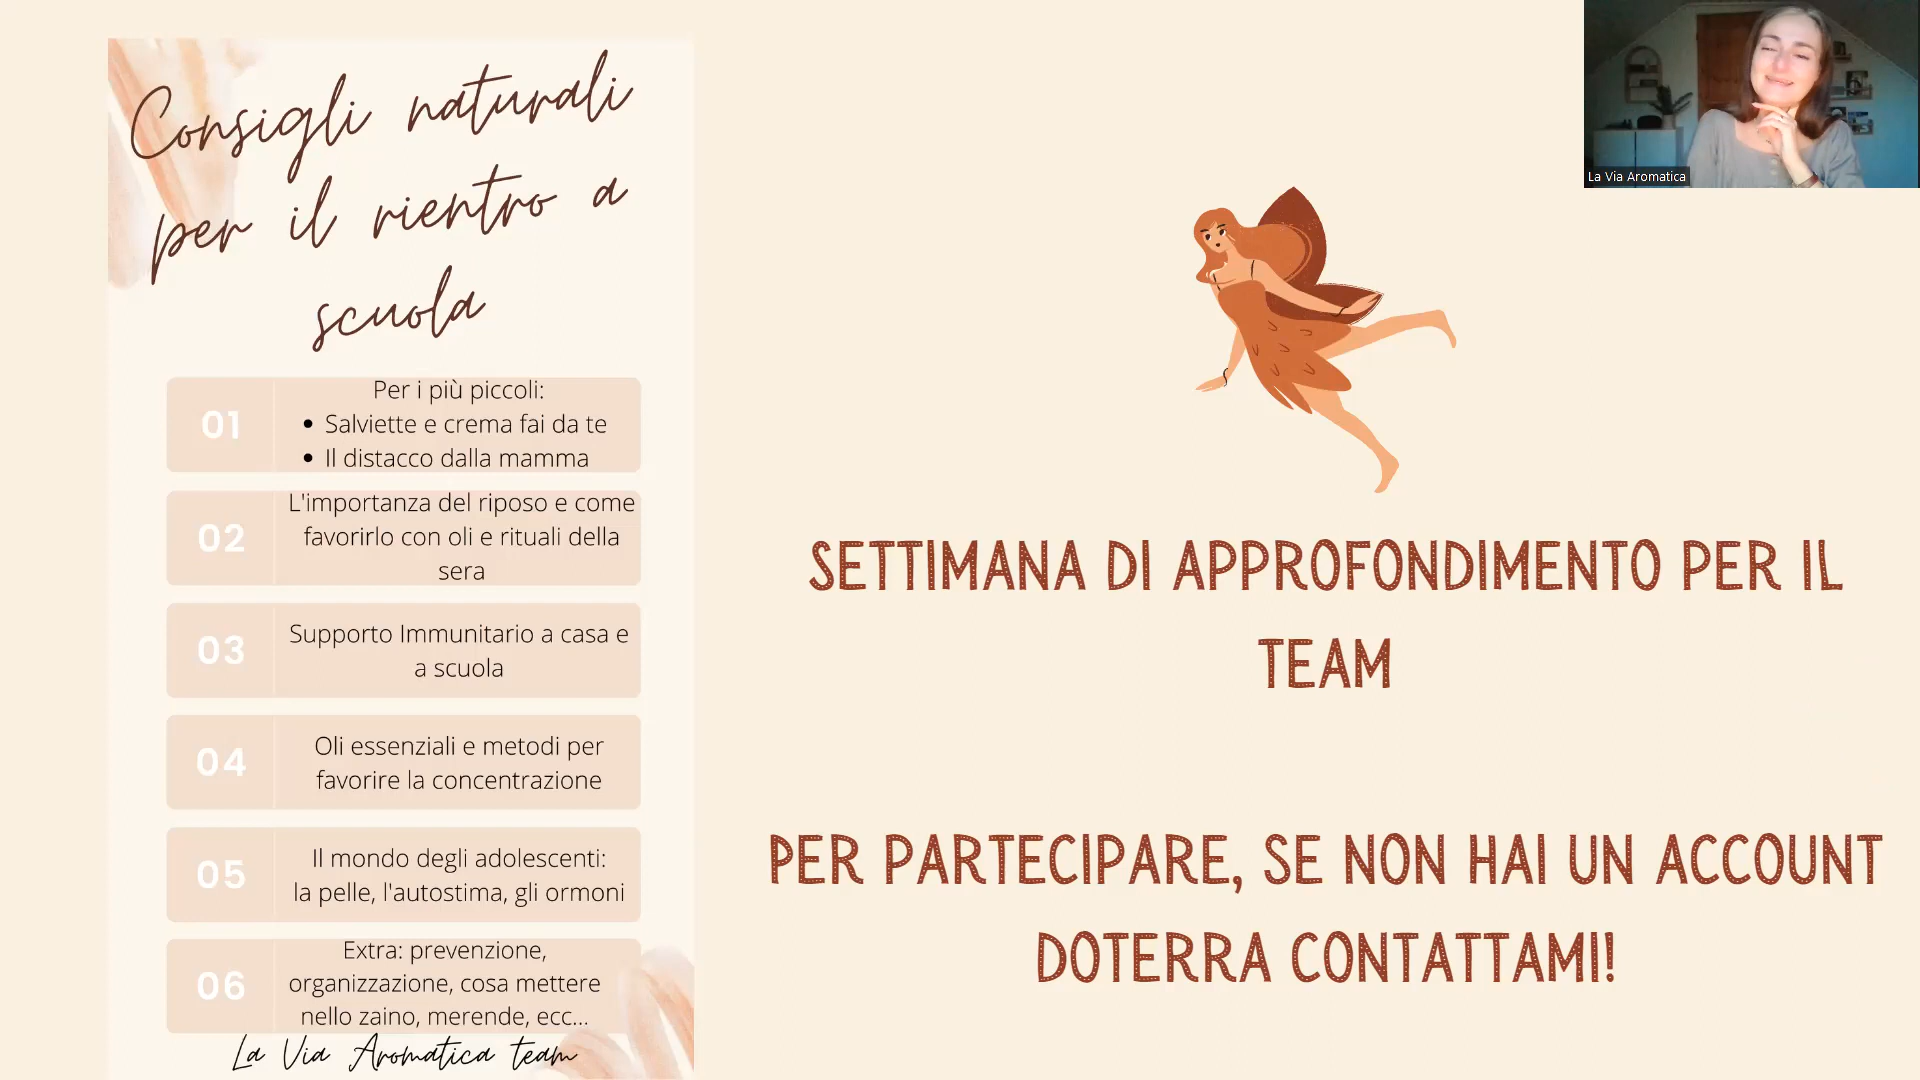 Consigli naturali
per il rientro a
scuola
01
Per i più piccoli:
• Salviette e crema fai da te
• Il distacco dalla mamma
02
L'importanza del riposo e come
favorirlo con oli e rituali della
sera
03
Supporto Immunitario a casa e
a scuola
04
Oli essenziali e metodi per
favorire la concentrazione
05
Il mondo degli adolescenti:
la pelle, l'autostima, gli ormoni
06
Extra: prevenzione,
organizzazione, cosa mettere
nello zaino, merende, ecc...
La Via Aromatica team
La Via Aromatica
SETTIMANA DI APPROFONDIMENTO PER IL
TEAM
PER PARTECIPARE, SE NON HAI UN ACCOUNT
DOTERRA CONTATTAMI!